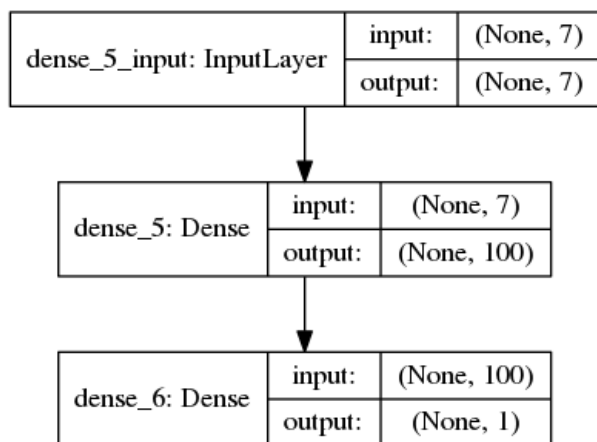 dense_5_input: InputLayer
input: (None, 7)
output: (None, 7)
dense_5: Dense
input: (None, 7)
output: (None, 100)
dense_6: Dense
input: (None, 100)
output: (None, 1)